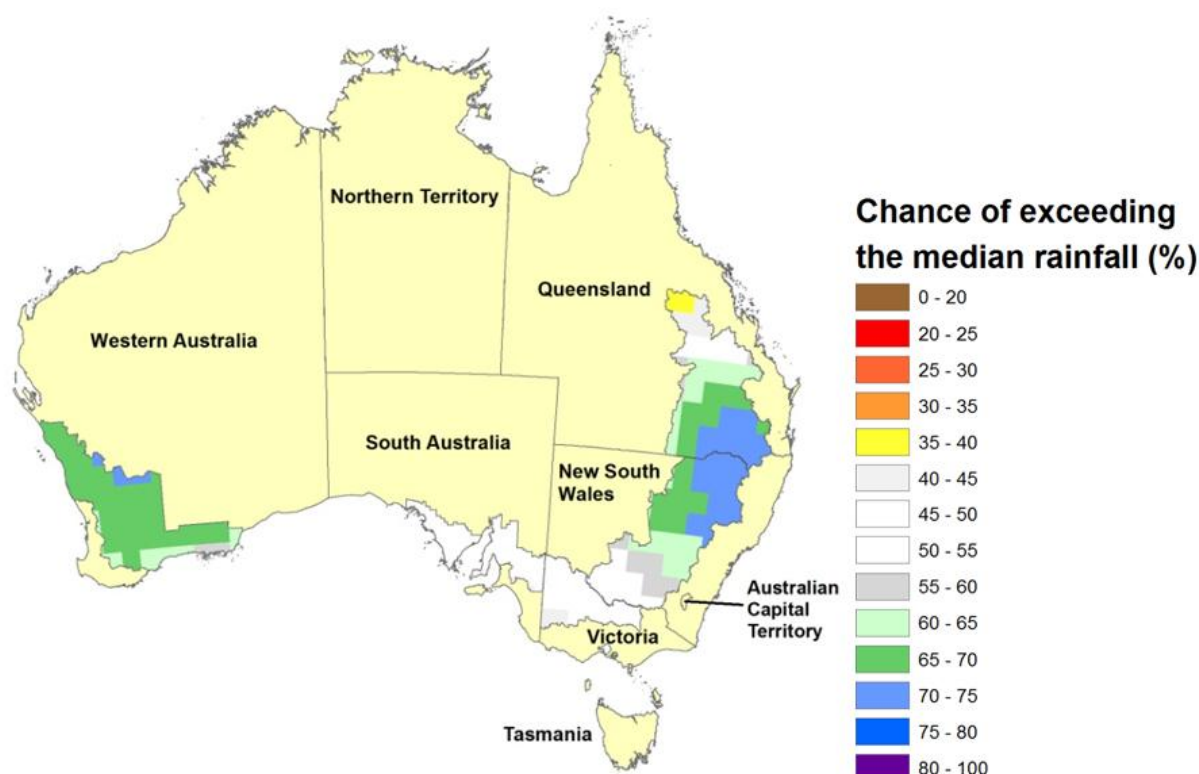 Northern Territory
Queensland
Western Australia
South Australia
New South
Wales
Australian
Capital
Territory
Victoria
Tasmania
Chance of exceeding
the median rainfall (%)
0 - 20
20 - 25
25 - 30
30 - 35
35 - 40
40 - 45
45 - 50
50 - 55
55 - 60
60 - 65
65 - 70
70 - 75
75 - 80
80 - 100